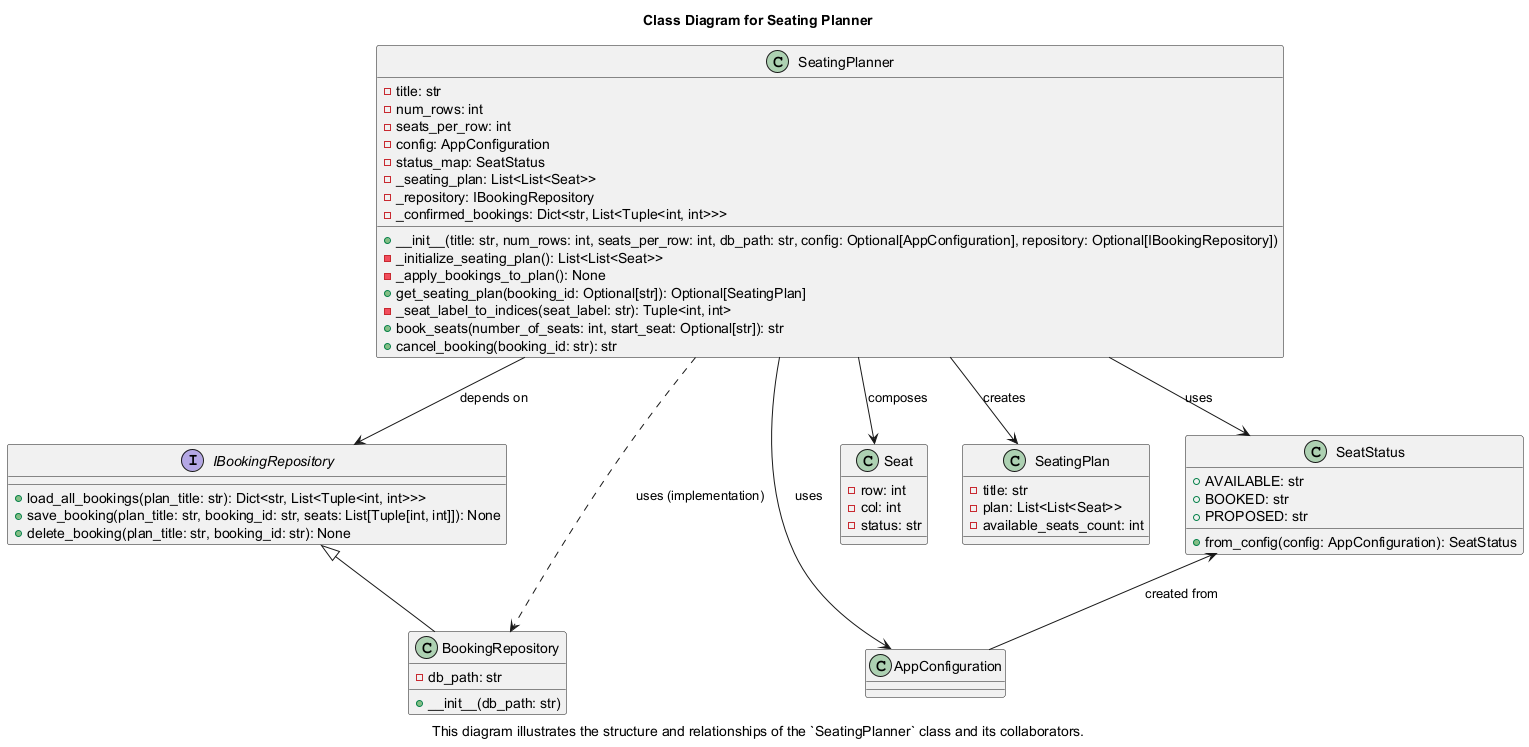 Class Diagram for Seating Planner
C SeatingPlanner
title: str
num_rows: int
seats_per_row: int
config: AppConfiguration
status_map: SeatStatus
_seating_plan: List<List<Seat>>
_repository: IBookingRepository
_confirmed_bookings: Dict<str, List<Tuple<int, int>>>
__init__(title: str, num_rows: int, seats_per_row: int, db_path: str, config: Optional[AppConfiguration], repository: Optional[IBookingRepository])
_initialize_seating_plan(): List<List<Seat>>
_apply_bookings_to_plan(): None
get_seating_plan(booking_id: Optional[str]): Optional[SeatingPlan]
_seat_label_to_indices(seat_label: str): Tuple<int, int>
book_seats(number_of_seats: int, start_seat: Optional[str]): str
cancel_booking(booking_id: str): str
depends on
composes
creates
uses
I IBookingRepository
load_all_bookings(plan_title: str): Dict<str, List<Tuple<int, int>>>
save_booking(plan_title: str, booking_id: str, seats: List[Tuple[int, int]]): None
delete_booking(plan_title: str, booking_id: str): None
uses (implementation)
uses
C Seat
row: int
col: int
status: str
C SeatingPlan
title: str
plan: List<List<Seat>>
available_seats_count: int
C SeatStatus
AVAILABLE: str
BOOKED: str
PROPOSED: str
from_config(config: AppConfiguration): SeatStatus
created from
C BookingRepository
db_path: str
__init__(db_path: str)
C AppConfiguration
This diagram illustrates the structure and relationships of the `SeatingPlanner` class and its collaborators.